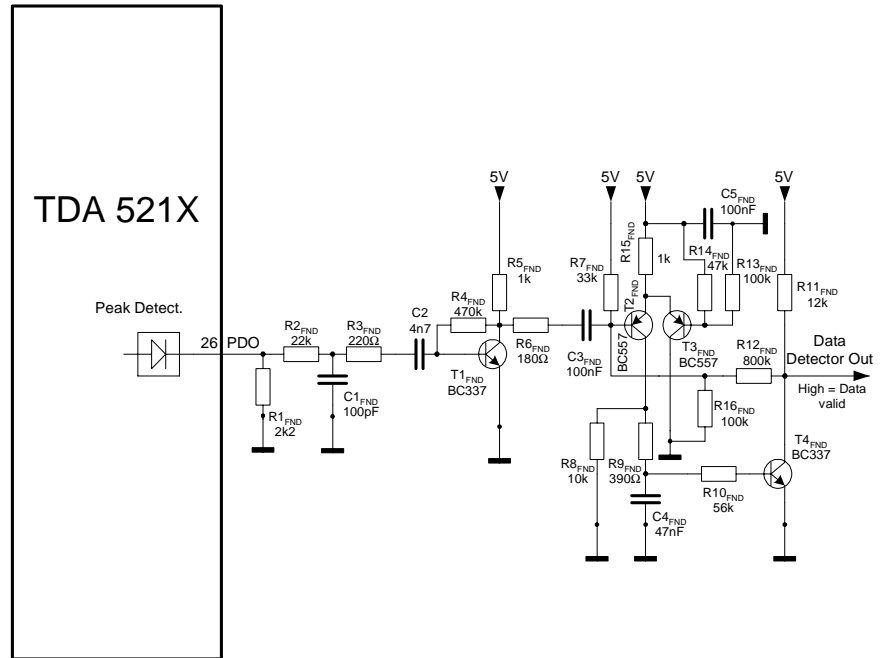 TDA 521X
Peak Detect.
26 PDO
R1FND
2k2
R2FND
22k
C1FND
100pF
R3FND
220Ω
C2
4n7
R4FND
470k
5V
R5FND
1k
T1FND
BC337
R6FND
180Ω
C3FND
100nF
5V
R7FND
33k
5V
R15FND
1k
T2FND
BC557
C5FND
100nF
R14FND
47k
R13FND
100k
T3FND
BC557
R8FND
10k
R9FND
390Ω
C4FND
47nF
R16FND
100k
R10FND
56k
5V
R11FND
12k
R12FND
800k
Data
Detector Out
High = Data
valid
T4FND
BC337